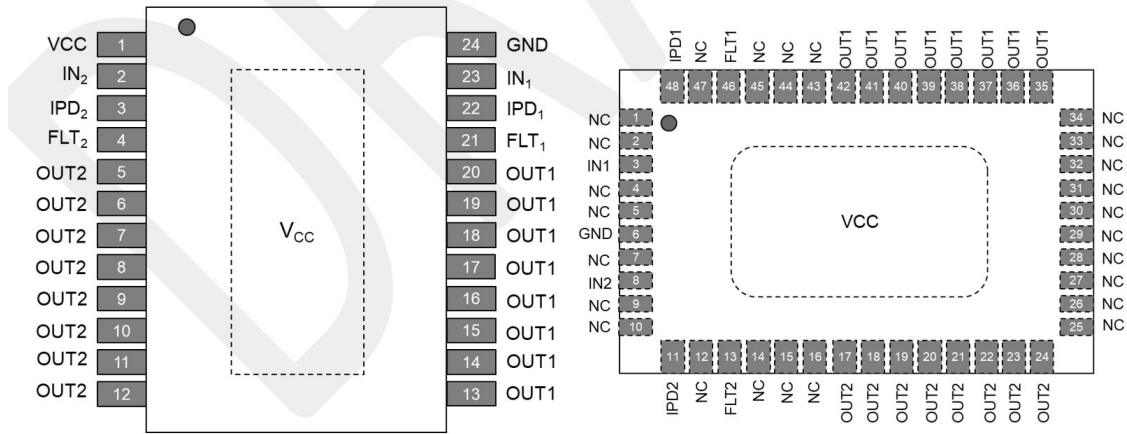 VCC 1 24 GND
IN₂ 2 23 IN₁
IPD₂ 3 22 IPD₁
FLT₂ 4 21 FLT₁
OUT2 5 20 OUT1
OUT2 6 19 OUT1
OUT2 7 18 OUT1
OUT2 8 17 OUT1
OUT2 9 16 OUT1
OUT2 10 15 OUT1
OUT2 11 14 OUT1
OUT2 12 13 OUT1
V_CC
IPD1 NC FLT1 NC NC NC OUT1 OUT1 OUT1 OUT1 OUT1 OUT1 OUT1 OUT1
48 47 46 45 44 43 42 41 40 39 38 37 36 35
NC 1 34 NC
NC 2 33 NC
IN1 3 32 NC
NC 4 31 NC
NC 5 30 NC
GND 6 29 NC
NC 7 28 NC
IN2 8 27 NC
NC 9 26 NC
NC 10 25 NC
VCC
11 12 13 14 15 16 17 18 19 20 21 22 23 24
IPD2 NC FLT2 NC NC NC OUT2 OUT2 OUT2 OUT2 OUT2 OUT2 OUT2 OUT2